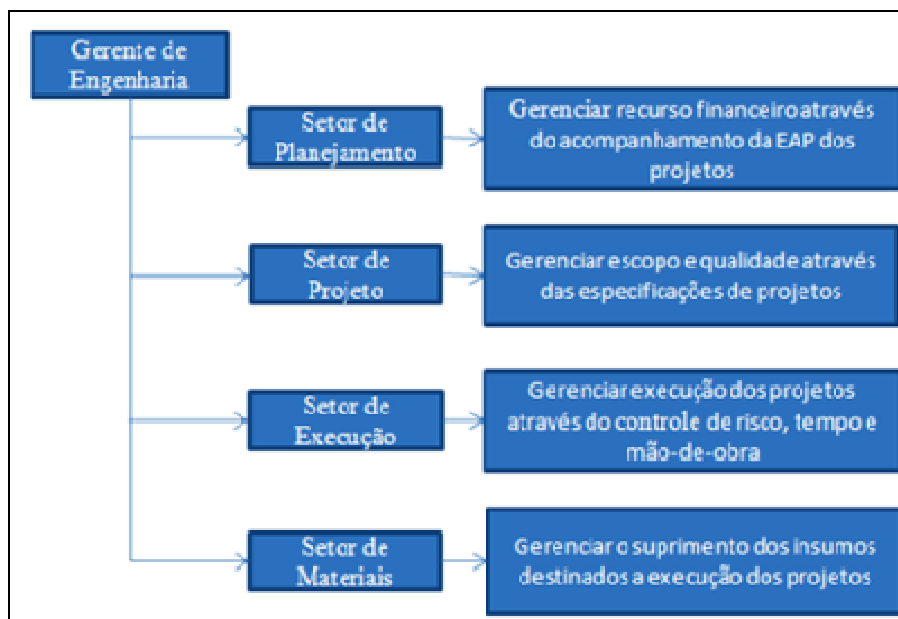 Gerente de
Engenharia
Setor de
Planejamento
Gerenciar recurso financeiro através
do acompanhamento da EAP dos
projetos
Setor de
Projeto
Gerenciar escopo e qualidade através
das especificações de projetos
Setor de
Execução
Gerenciar execução dos projetos
através do controle de risco, tempo e
mão-de-obra
Setor de
Materiais
Gerenciar o suprimento dos insumos
destinados a execução dos projetos